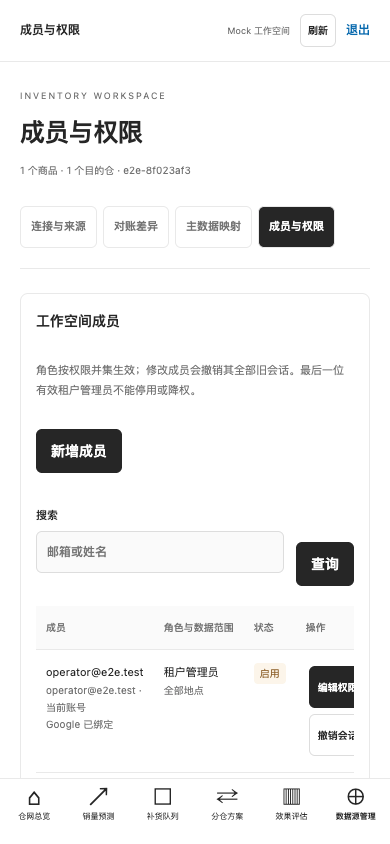 成员与权限
Mock 工作空间
刷新
退出
INVENTORY WORKSPACE
成员与权限
1 个商品 · 1 个目的仓 · e2e-8f023af3
连接与来源
对账差异
主数据映射
成员与权限
工作空间成员
角色按权限并集生效；修改成员会撤销其全部旧会话。最后一位
有效租户管理员不能停用或降权。
新增成员
搜索
邮箱或姓名
查询
成员
角色与数据范围
状态
操作
operator@e2e.test
operator@e2e.test ·
当前账号
Google 已绑定
租户管理员
全部地点
启用
编辑权限
撤销会话
仓网总览
销量预测
补货队列
分仓方案
效果评估
数据源管理